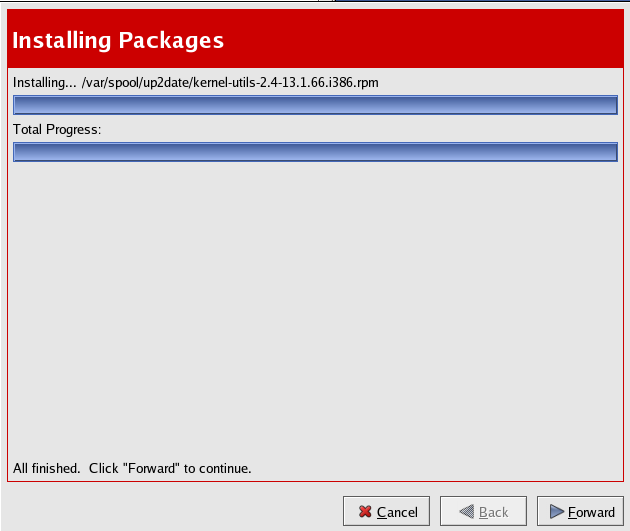 Installing Packages
Installing... /var/spool/up2date/kernel-utils-2.4-13.1.66.i386.rpm
Total Progress:
All finished.  Click "Forward" to continue.
Cancel
Back
Forward